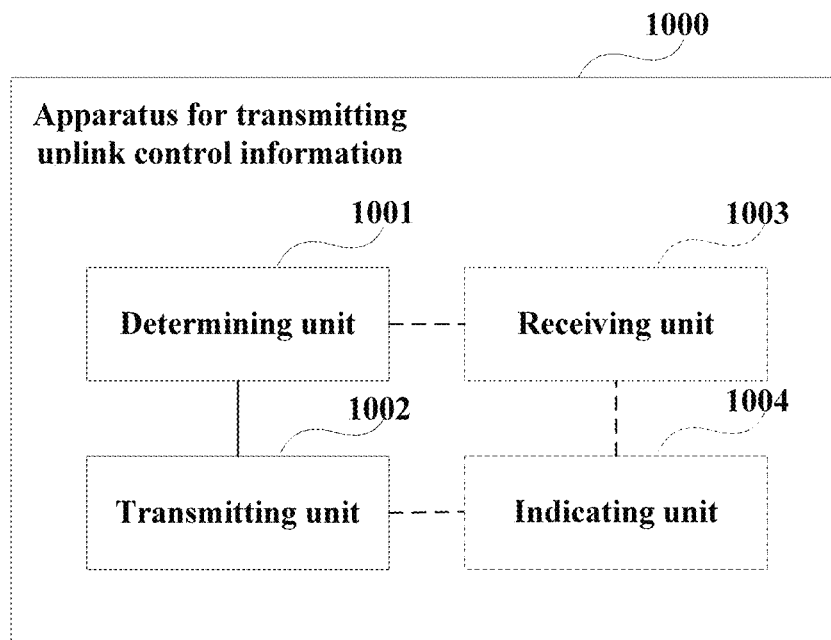 1000
Apparatus for transmitting
uplink control information
1001
1003
Determining unit
Receiving unit
1002
1004
Transmitting unit
Indicating unit